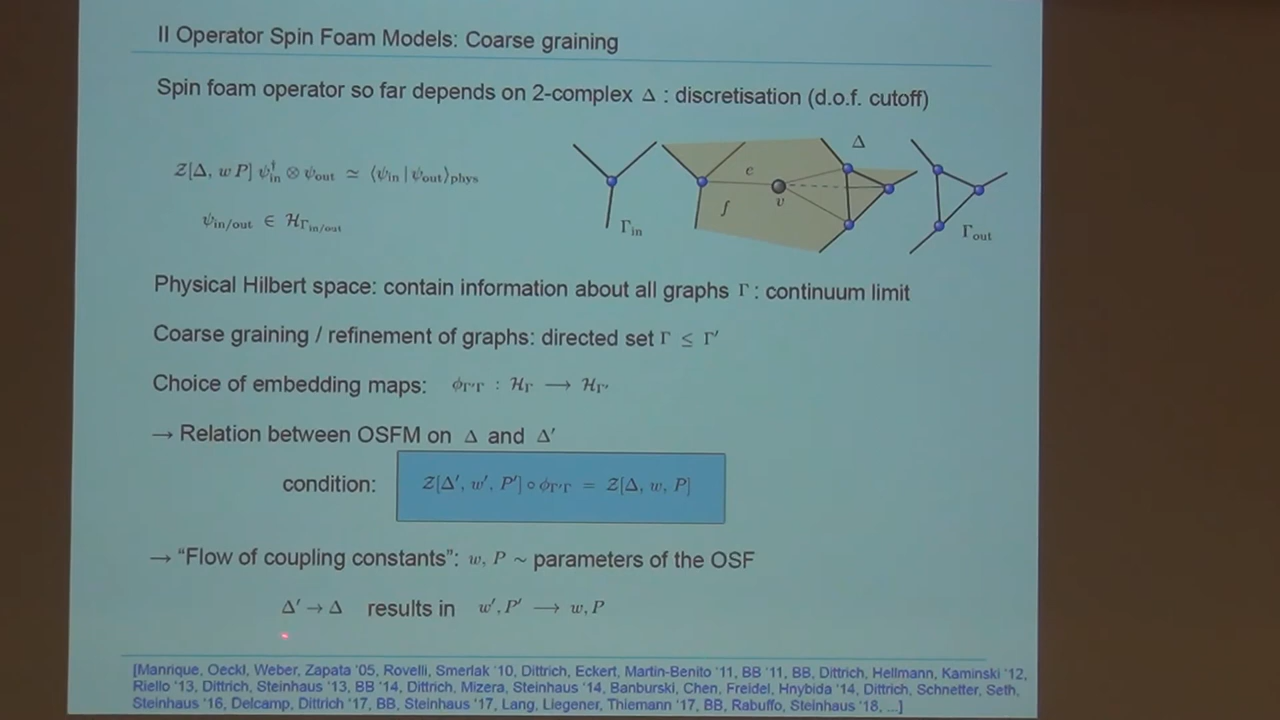 II Operator Spin Foam Models: Coarse graining
Spin foam operator so far depends on 2-complex Δ : discretisation (d.o.f. cutoff)
Z[Δ, w P] ψ†in ⊗ ψout ≃ ⟨ψin | ψout⟩phys
ψin/out ∈ HΓin/out
Γin
e
f
v
Δ
Γout
Physical Hilbert space: contain information about all graphs Γ : continuum limit
Coarse graining / refinement of graphs: directed set Γ ≤ Γ′
Choice of embedding maps: ϕΓ′Γ : HΓ ⟶ HΓ′
→ Relation between OSFM on Δ and Δ′
condition: Z[Δ′, w′, P′] ∘ ϕΓ′Γ = Z[Δ, w, P]
→ "Flow of coupling constants": w, P ~ parameters of the OSF
Δ′ → Δ results in w′, P′ ⟶ w, P
[Manrique, Oeckl, Weber, Zapata '05, Rovelli, Smerlak '10, Dittrich, Eckert, Martin-Benito '11, BB '11, BB, Dittrich, Hellmann, Kaminski '12,
Riello '13, Dittrich, Steinhaus '13, BB '14, Dittrich, Mizera, Steinhaus '14, Banburski, Chen, Freidel, Hnybida '14, Dittrich, Schnetter, Seth,
Steinhaus '16, Delcamp, Dittrich '17, BB, Steinhaus '17, Lang, Liegener, Thiemann '17, BB, Rabuffo, Steinhaus '18, ...]